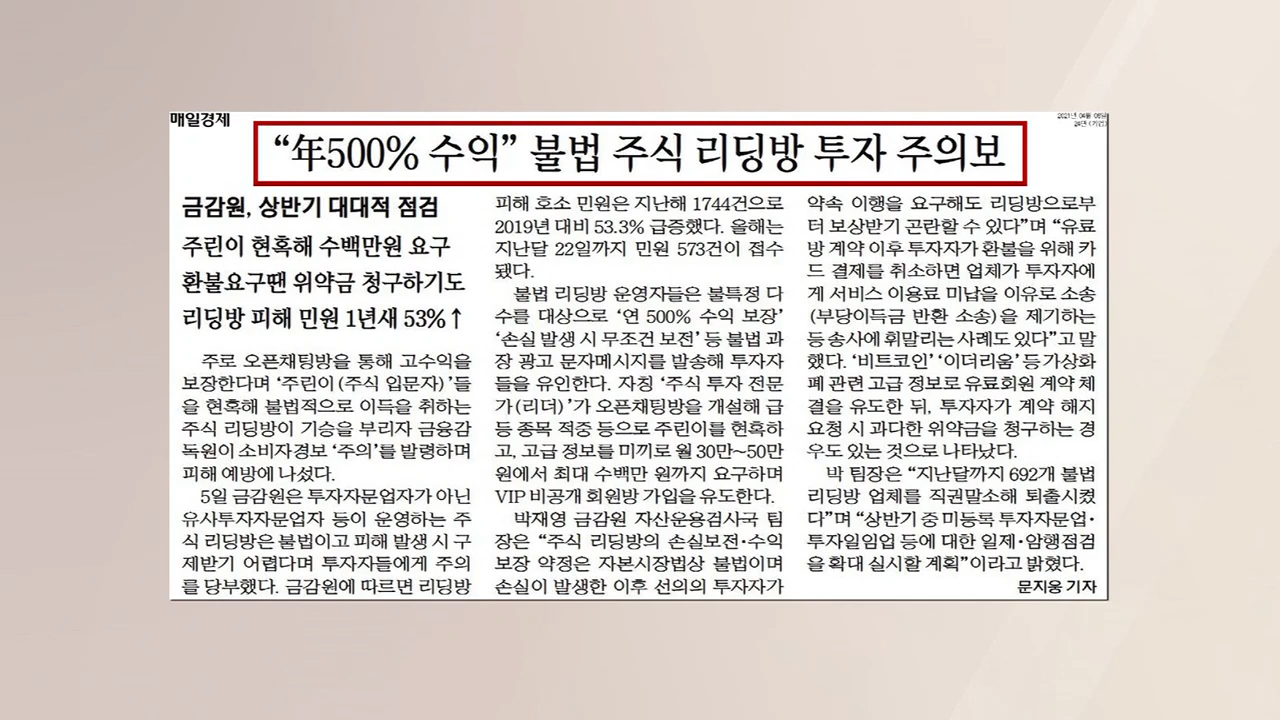 매일경제
2021년 04월 06일
24면 (기업)
“年500% 수익” 불법 주식 리딩방 투자 주의보
금감원, 상반기 대대적 점검
주린이 현혹해 수백만원 요구
환불요구땐 위약금 청구하기도
리딩방 피해 민원 1년새 53%↑
주로 오픈채팅방을 통해 고수익을
보장한다며 ‘주린이(주식 입문자)’들
을 현혹해 불법적으로 이득을 취하는
주식 리딩방이 기승을 부리자 금융감
독원이 소비자경보 ‘주의’를 발령하며
피해 예방에 나섰다.
5일 금감원은 투자자문업자가 아닌
유사투자자문업자 등이 운영하는 주
식 리딩방은 불법이고 피해 발생 시 구
제받기 어렵다며 투자자들에게 주의
를 당부했다. 금감원에 따르면 리딩방
피해 호소 민원은 지난해 1744건으로
2019년 대비 53.3% 급증했다. 올해는
지난달 22일까지 민원 573건이 접수
됐다.
불법 리딩방 운영자들은 불특정 다
수를 대상으로 ‘연 500% 수익 보장’
‘손실 발생 시 무조건 보전’ 등 불법 과
장 광고 문자메시지를 발송해 투자자
들을 유인한다. 자칭 ‘주식 투자 전문
가(리더)’가 오픈채팅방을 개설해 급
등 종목 적중 등으로 주린이를 현혹하
고, 고급 정보를 미끼로 월 30만~50만
원에서 최대 수백만 원까지 요구하며
VIP 비공개 회원방 가입을 유도한다.
박재영 금감원 자산운용검사국 팀
장은 “주식 리딩방의 손실보전·수익
보장 약정은 자본시장법상 불법이며
손실이 발생한 이후 선의의 투자자가
약속 이행을 요구해도 리딩방으로부
터 보상받기 곤란할 수 있다”며 “유료
방 계약 이후 투자자가 환불을 위해 카
드 결제를 취소하면 업체가 투자자에
게 서비스 이용료 미납을 이유로 소송
(부당이득금 반환 소송)을 제기하는
등 송사에 휘말리는 사례도 있다”고 말
했다. ‘비트코인’ ‘이더리움’ 등 가상화
폐 관련 고급 정보로 유료회원 계약 체
결을 유도한 뒤, 투자자가 계약 해지
요청 시 과다한 위약금을 청구하는 경
우도 있는 것으로 나타났다.
박 팀장은 “지난달까지 692개 불법
리딩방 업체를 직권말소해 퇴출시켰
다”며 “상반기 중 미등록 투자자문업·
투자일임업 등에 대한 일제·암행점검
을 확대 실시할 계획”이라고 밝혔다.
문지웅 기자